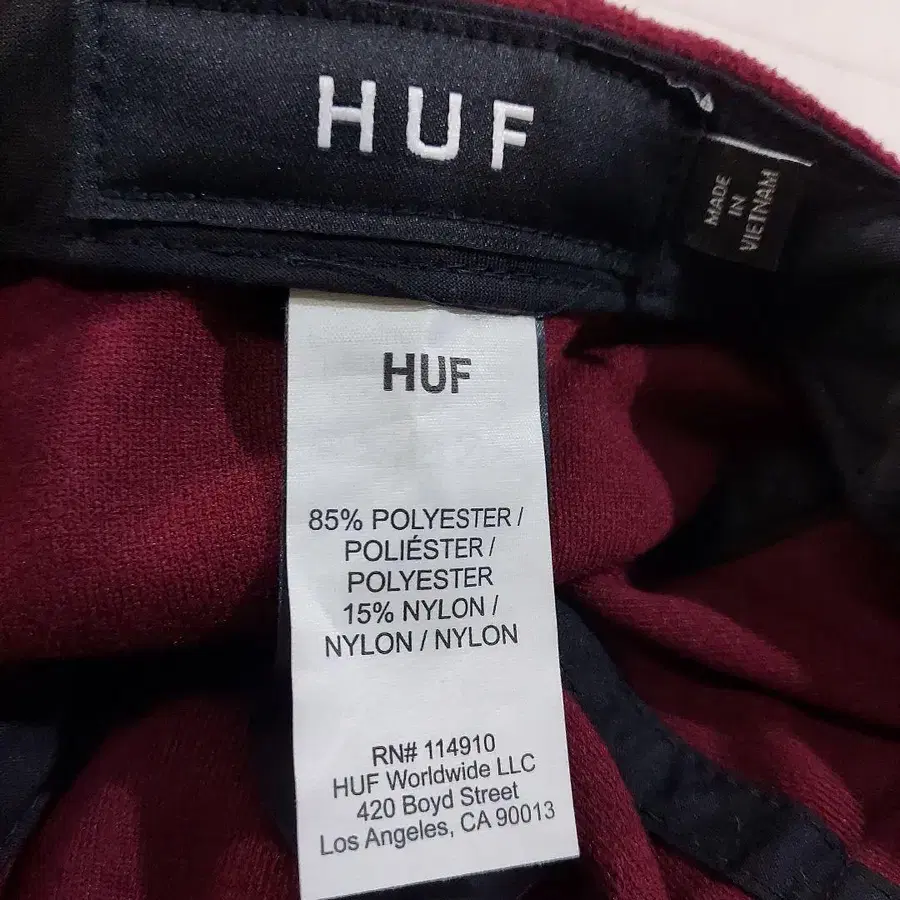 HUF
MADE
IN
VIETNAM
HUF
85% POLYESTER /
POLIÉSTER /
POLYESTER
15% NYLON /
NYLON / NYLON
RN# 114910
HUF Worldwide LLC
420 Boyd Street
Los Angeles, CA 90013